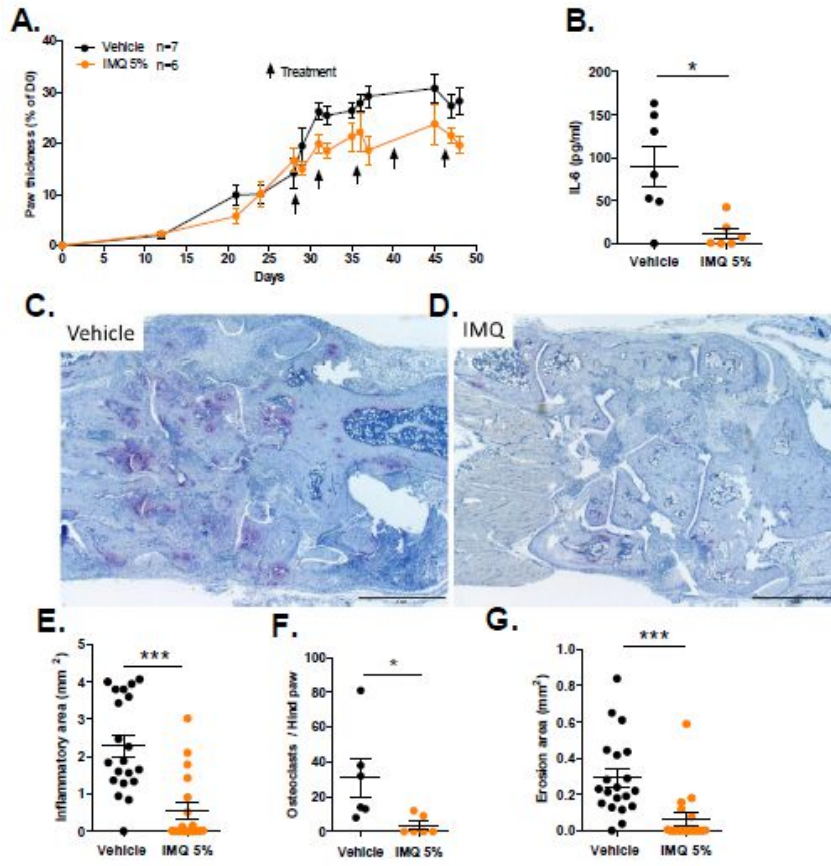 A.
Vehicle n=7
IMQ 5% n=6
Treatment
Paw thickness (% of D0)
40
30
20
10
0
0 5 10 15 20 25 30 35 40 45 50
Days
B.
*
IL-6 (pg/ml)
200
150
100
50
0
Vehicle IMQ 5%
C.
Vehicle
D.
IMQ
E.
***
Inflammatory area (mm²)
5
4
3
2
1
0
Vehicle IMQ 5%
F.
*
Osteoclasts / Hind paw
100
80
60
40
20
0
Vehicle IMQ 5%
G.
***
Erosion area (mm²)
1.0
0.8
0.6
0.4
0.2
0.0
Vehicle IMQ 5%